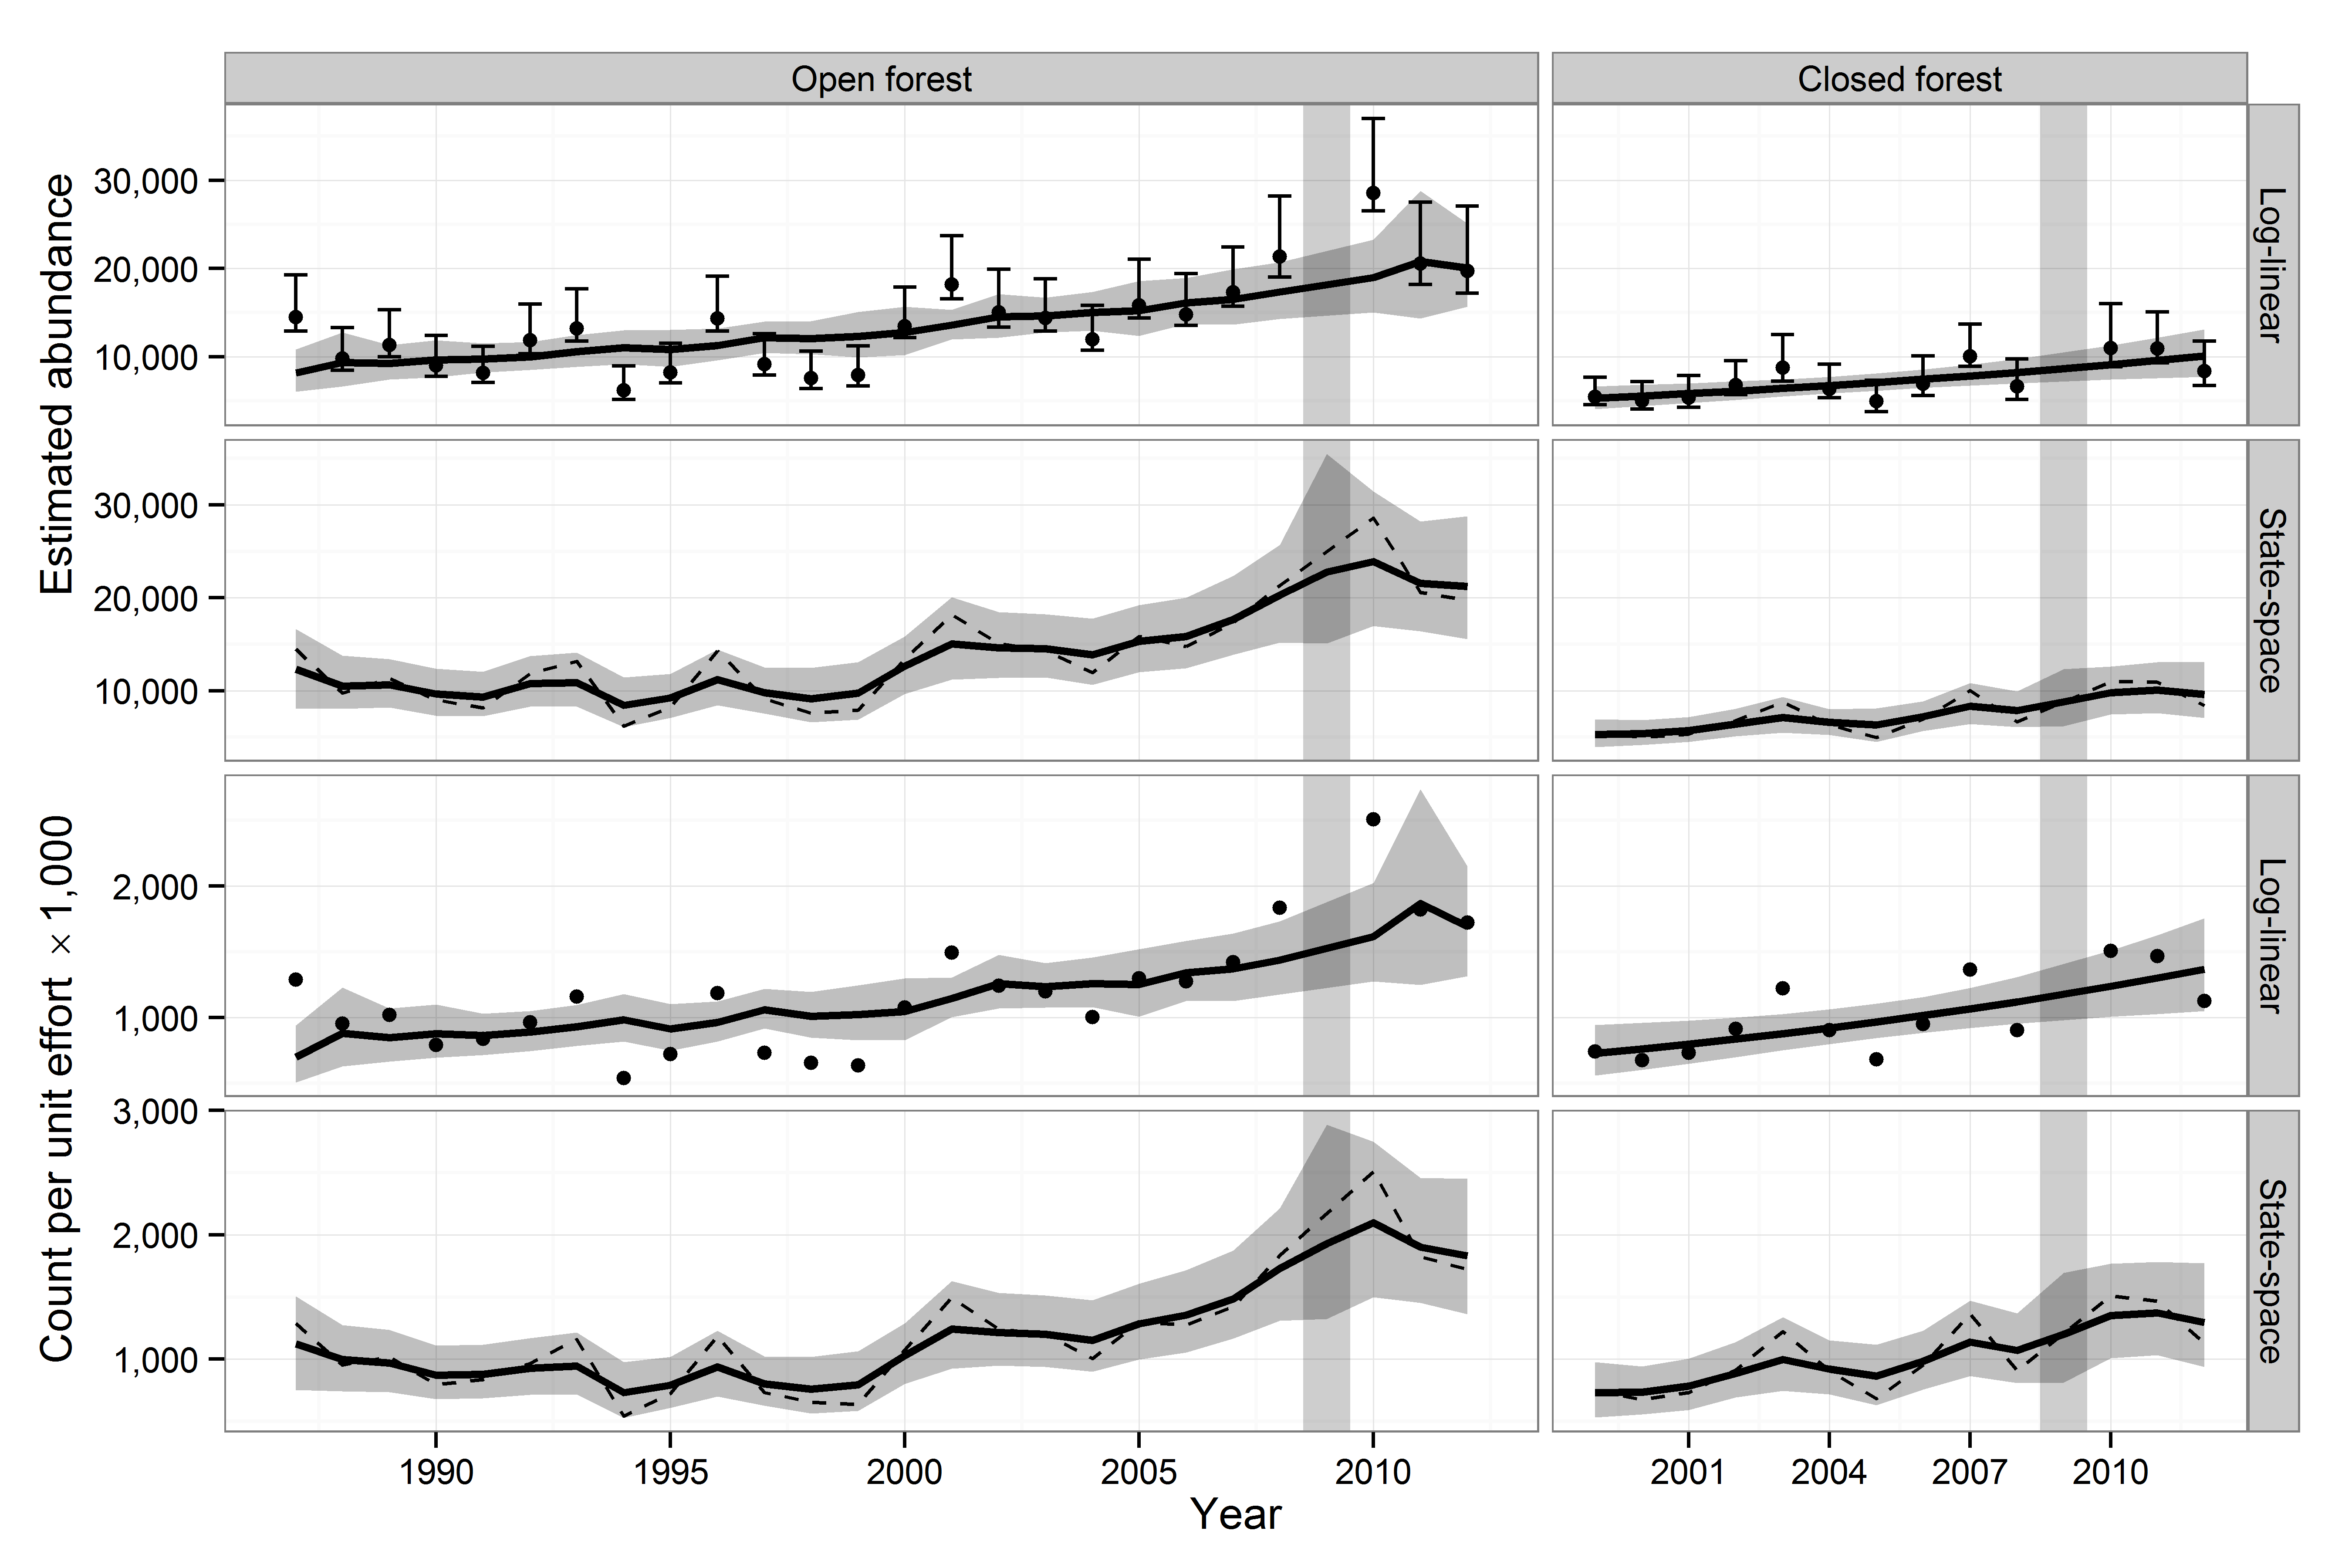 Open forest
Closed forest
Estimated abundance
30,000
20,000
10,000
Log-linear
30,000
20,000
10,000
State-space
Count per unit effort × 1,000
2,000
1,000
Log-linear
3,000
2,000
1,000
State-space
1990
1995
2000
2005
2010
2001
2004
2007
2010
Year